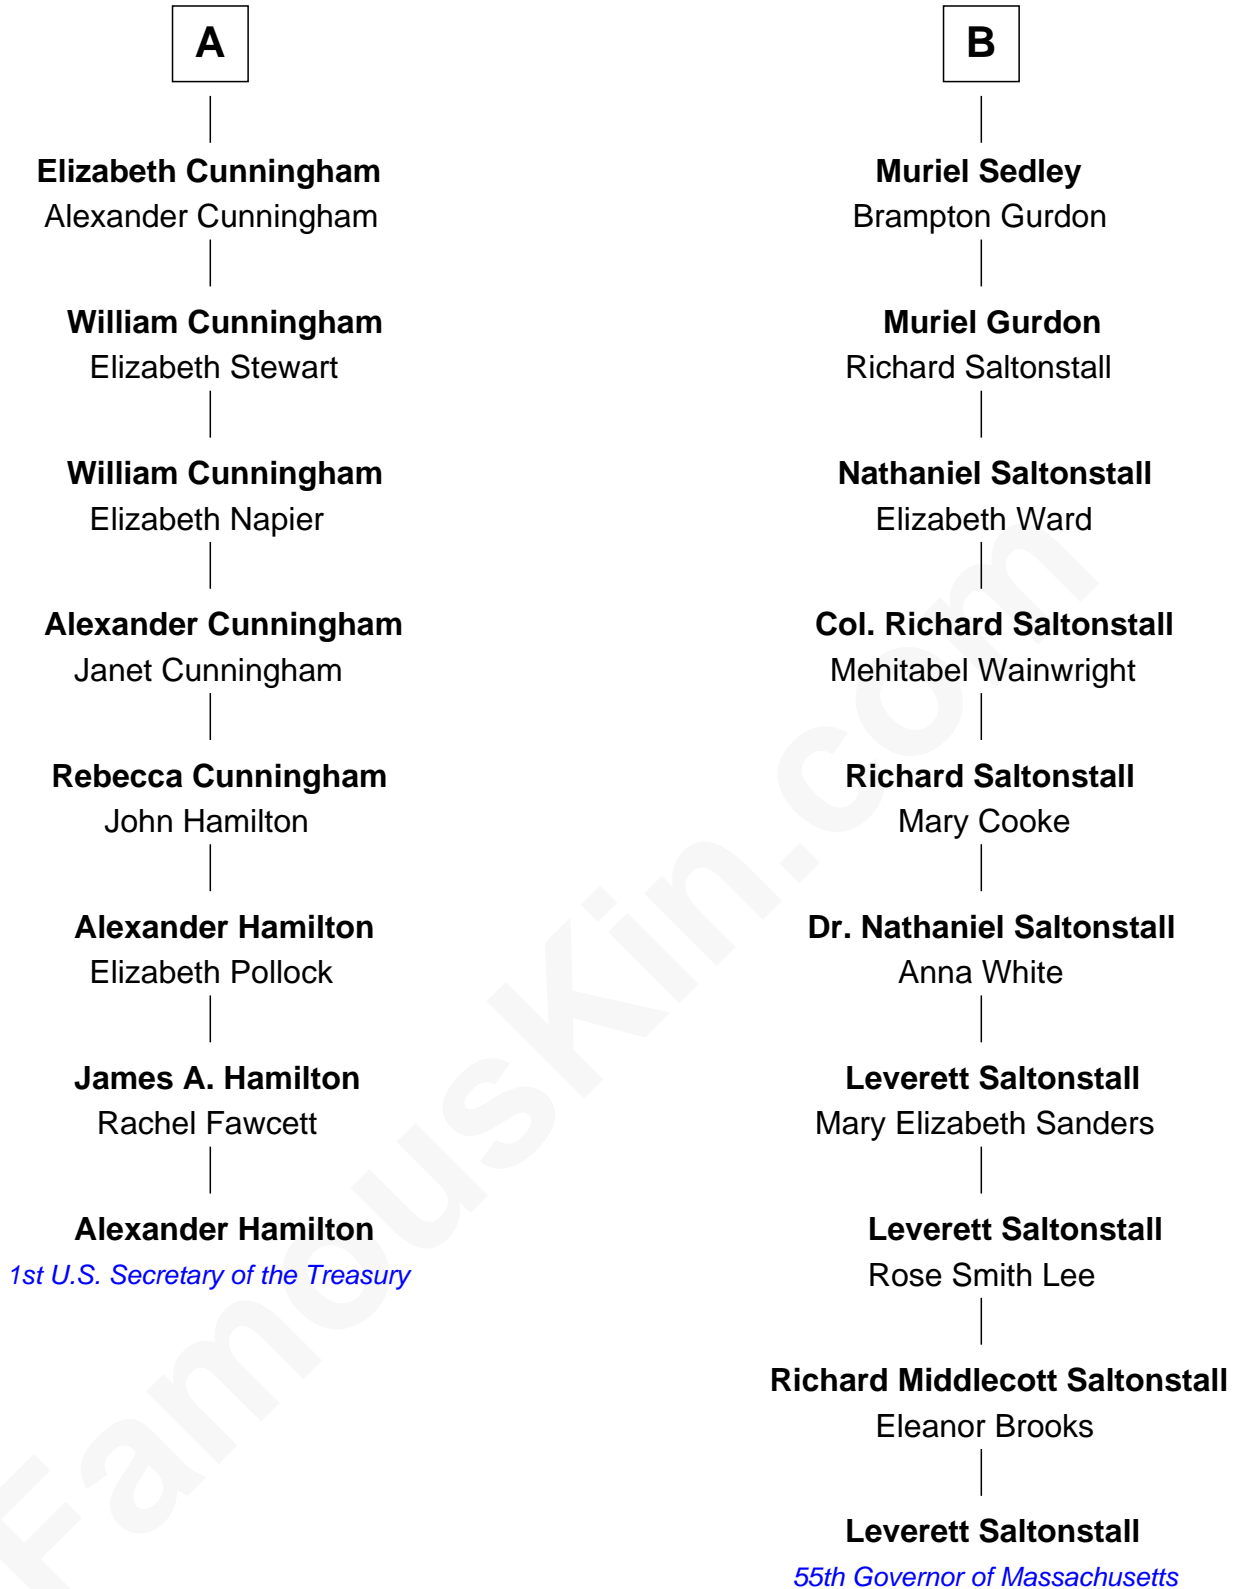 A
Elizabeth Cunningham
Alexander Cunningham
William Cunningham
Elizabeth Stewart
William Cunningham
Elizabeth Napier
Alexander Cunningham
Janet Cunningham
Rebecca Cunningham
John Hamilton
Alexander Hamilton
Elizabeth Pollock
James A. Hamilton
Rachel Fawcett
Alexander Hamilton
1st U.S. Secretary of the Treasury
B
Muriel Sedley
Brampton Gurdon
Muriel Gurdon
Richard Saltonstall
Nathaniel Saltonstall
Elizabeth Ward
Col. Richard Saltonstall
Mehitabel Wainwright
Richard Saltonstall
Mary Cooke
Dr. Nathaniel Saltonstall
Anna White
Leverett Saltonstall
Mary Elizabeth Sanders
Leverett Saltonstall
Rose Smith Lee
Richard Middlecott Saltonstall
Eleanor Brooks
Leverett Saltonstall
55th Governor of Massachusetts
FamousKin.com